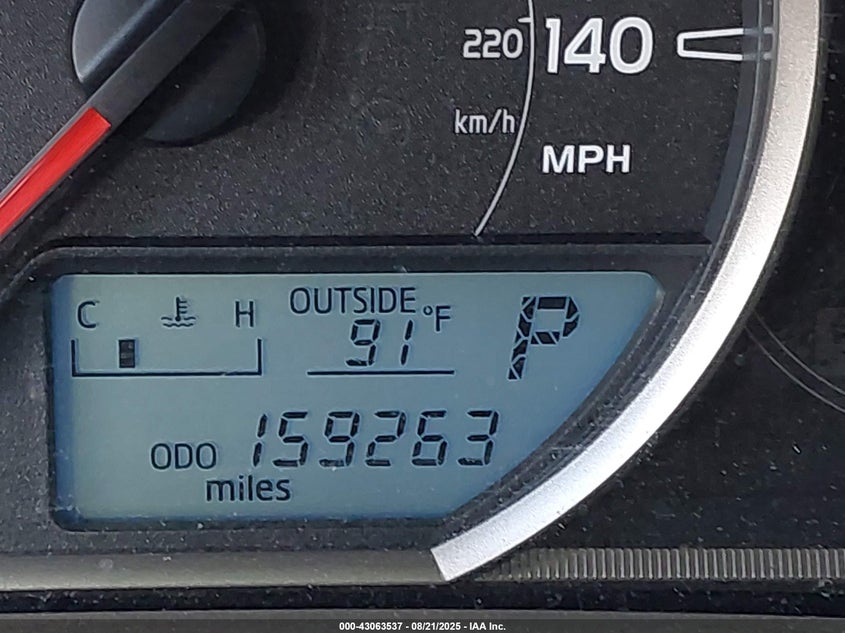 220 140
km/h
MPH
OUTSIDE
C H 91 °F P
ODO 159263
miles
000-43063537 - 08/21/2025 - IAA Inc.